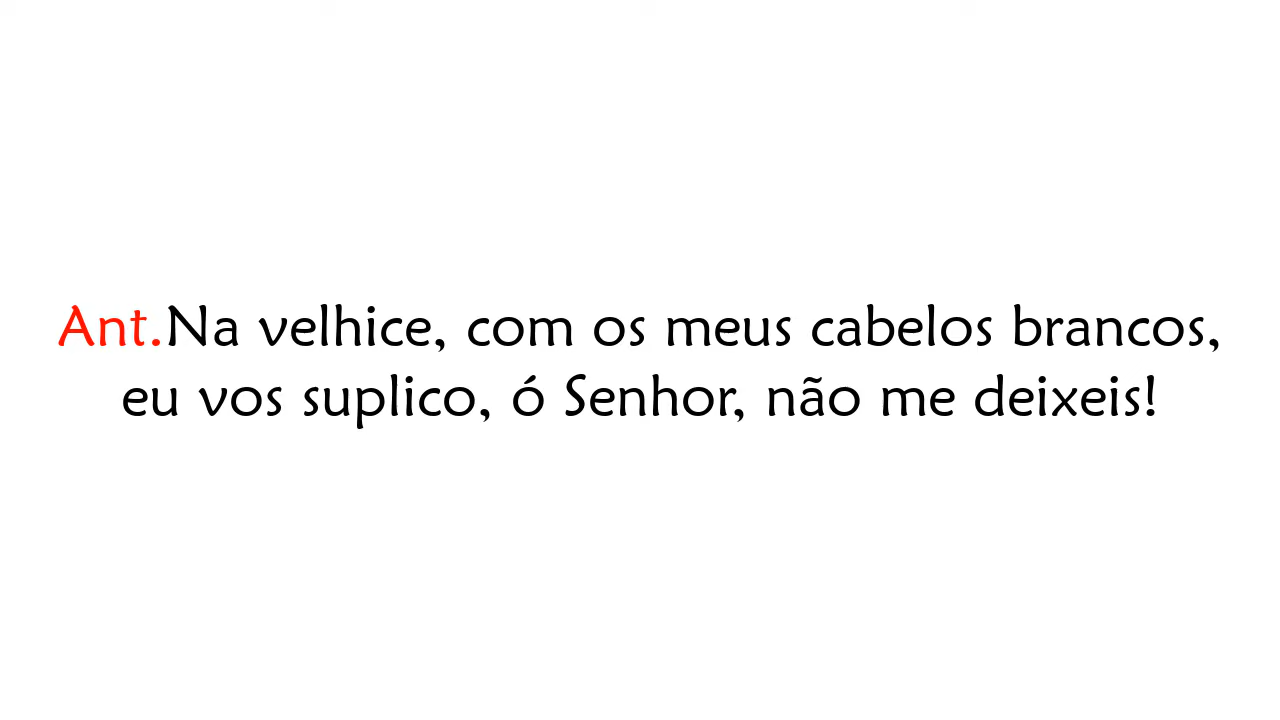 Ant.Na velhice, com os meus cabelos brancos,
eu vos suplico, ó Senhor, não me deixeis!